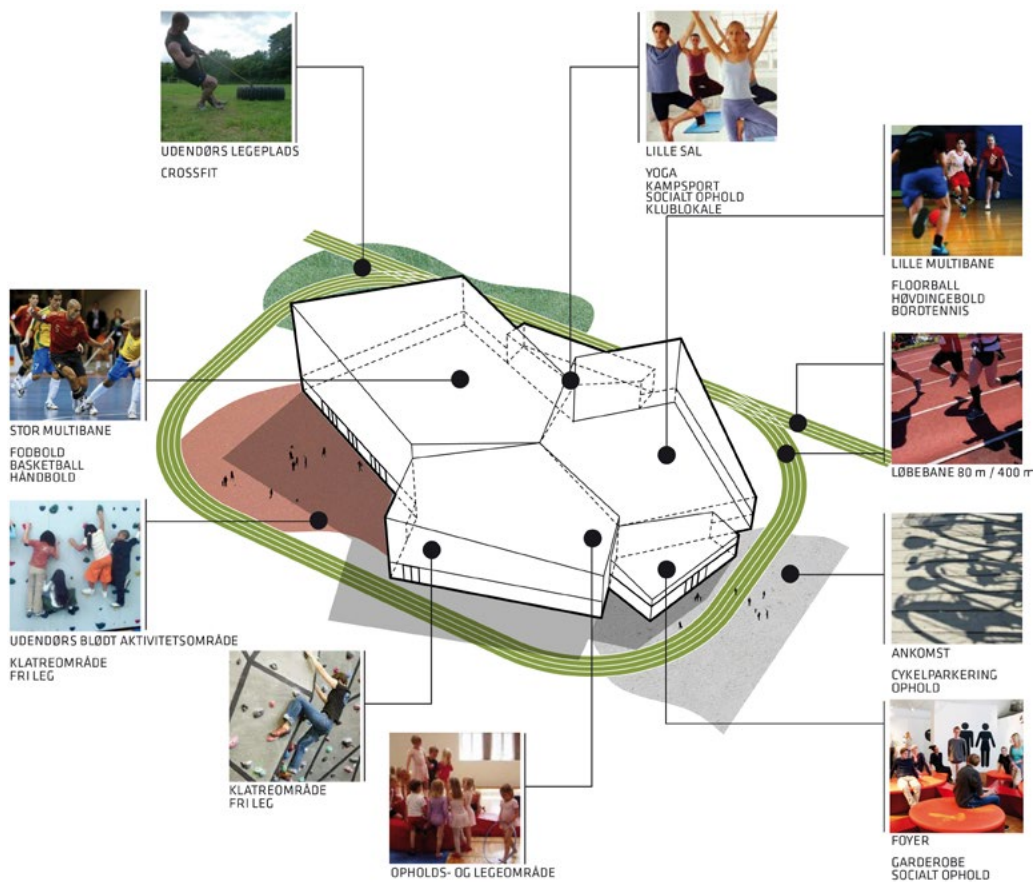 UDENDØRS LEGEPLADS
CROSSFIT
LILLE SAL
YOGA
KAMPSPORT
SOCIALT OPHOLD
KLUBLOKALE
LILLE MULTIBANE
FLOORBALL
HØVDINGEBOLD
BORDTENNIS
STOR MULTIBANE
FODBOLD
BASKETBALL
HÅNDBOLD
LØBEBANE 80 m / 400 m
UDENDØRS BLØDT AKTIVITETSOMRÅDE
KLATREOMRÅDE
FRI LEG
ANKOMST
CYKELPARKERING
OPHOLD
KLATREOMRÅDE
FRI LEG
OPHOLDS- OG LEGEOMRÅDE
FOYER
GARDEROBE
SOCIALT OPHOLD